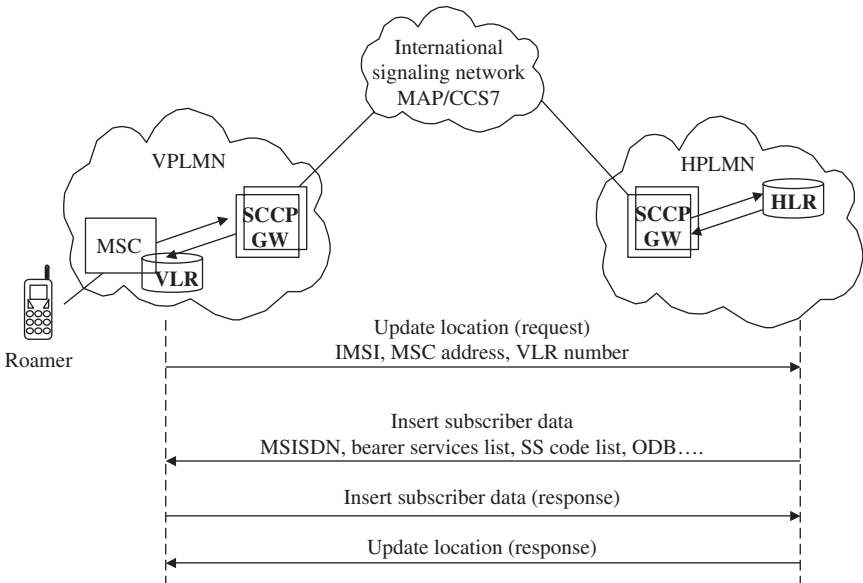 International
signaling network
MAP/CCS7
VPLMN
HPLMN
SCCP
GW
SCCP
GW
HLR
MSC
VLR
Roamer
Update location (request)
IMSI, MSC address, VLR number
Insert subscriber data
MSISDN, bearer services list, SS code list, ODB….
Insert subscriber data (response)
Update location (response)